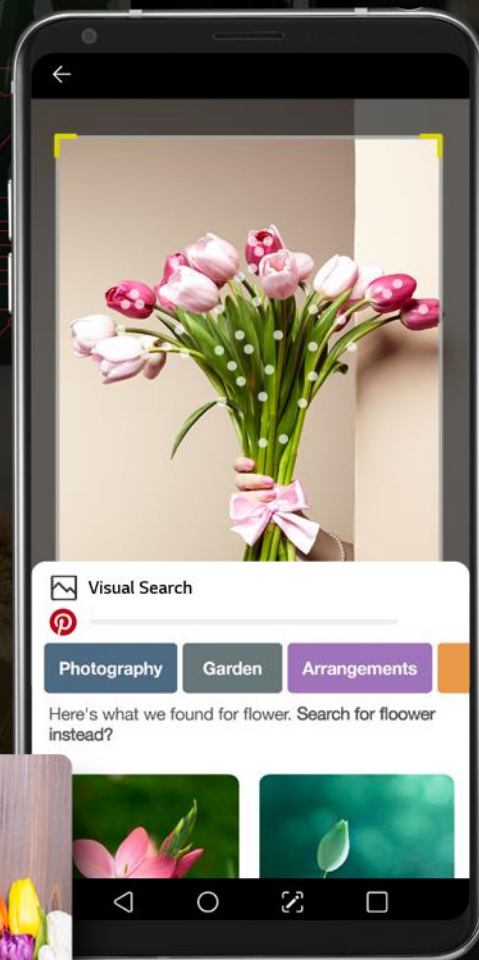 Visual Search
Photography
Garden
Arrangements
Here's what we found for flower. Search for floower
instead?